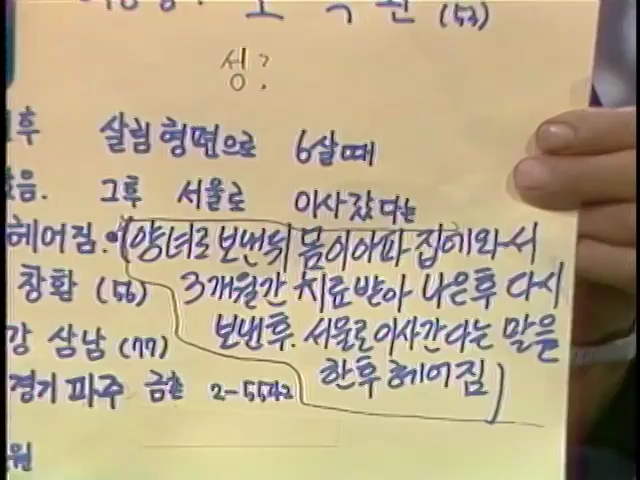 (53)
성?
후 살림형편으로 6살때
음. 그후 서울로 이사갔다는
헤어짐. (양녀로 보낸뒤 몸이아파 집에와서
창환 (56) 3개월간 치료받아 나은후 다시
보낸후. 서울로이사간다는 말을
강 삼남 (77)
한후 헤어짐)
경기 파주 금촌 2-5542
원